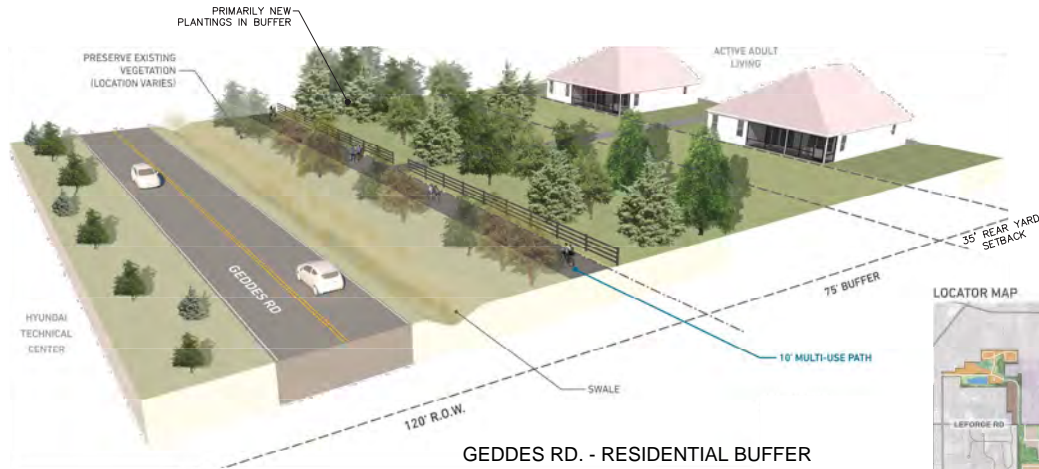 PRIMARILY NEW
PLANTINGS IN BUFFER
PRESERVE EXISTING
VEGETATION
(LOCATION VARIES)
ACTIVE ADULT
LIVING
GEDDES RD
HYUNDAI
TECHNICAL
CENTER
35' REAR YARD
SETBACK
75' BUFFER
LOCATOR MAP
10' MULTI-USE PATH
SWALE
120' R.O.W.
LEFORGE RD
GEDDES RD. - RESIDENTIAL BUFFER